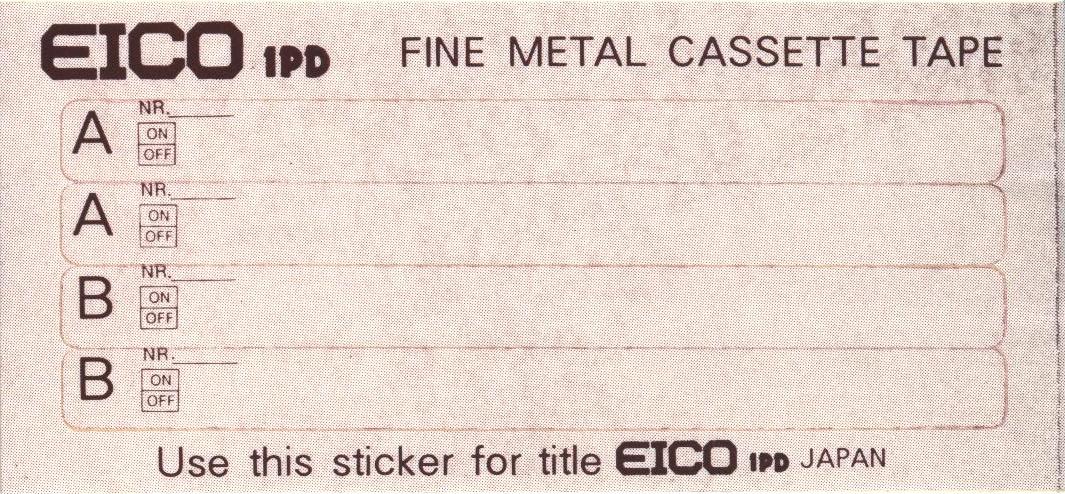 EICO IPD FINE METAL CASSETTE TAPE
A NR.
ON
OFF
A NR.
ON
OFF
B NR.
ON
OFF
B NR.
ON
OFF
Use this sticker for title EICO IPD JAPAN